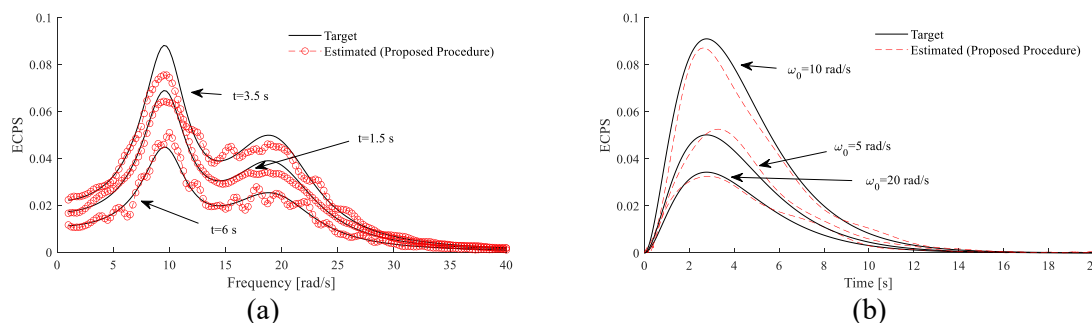 0.1
0.08
0.06
0.04
0.02
0
ECPS
Target
Estimated (Proposed Procedure)
t=3.5 s
t=1.5 s
t=6 s
0 5 10 15 20 25 30 35 40
Frequency [rad/s]
(a)
0.1
0.08
0.06
0.04
0.02
0
ECPS
Target
Estimated (Proposed Procedure)
ω0=10 rad/s
ω0=5 rad/s
ω0=20 rad/s
0 2 4 6 8 10 12 14 16 18 20
Time [s]
(b)